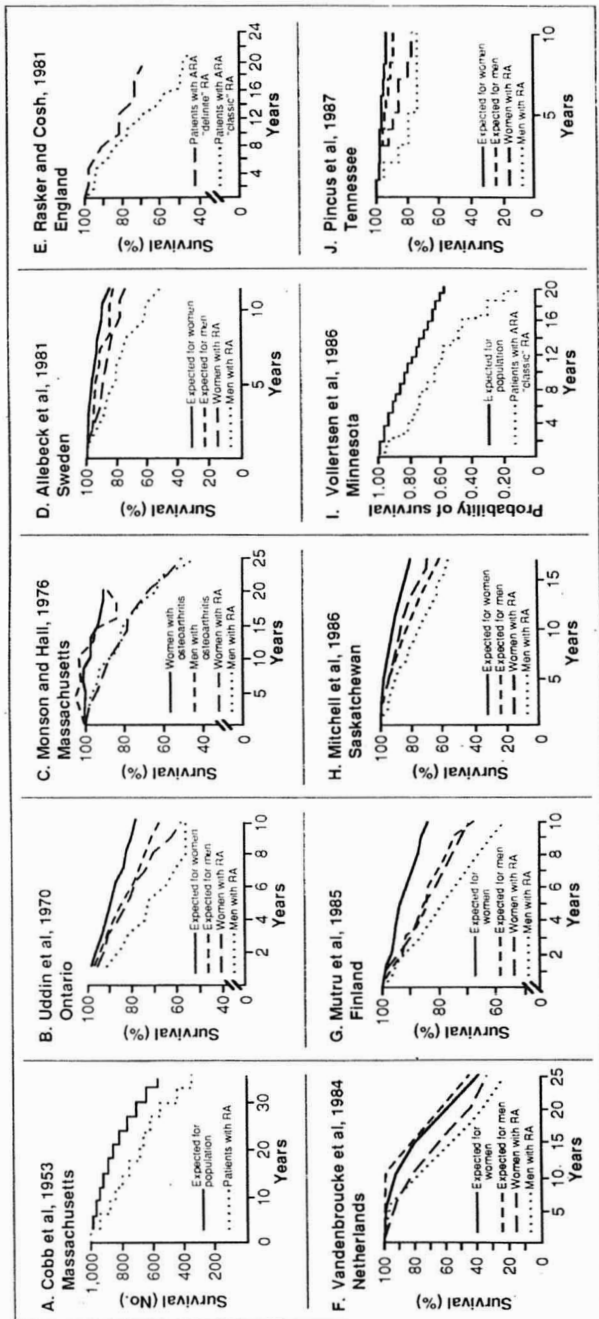 A. Cobb et al, 1953
Massachusetts
Survival (No.)
1,000
800
600
400
200
0
10
20
30
Years
Expected for
population
Patients with RA
B. Uddin et al, 1970
Ontario
Survival (%)
100
80
60
40
0
2
4
6
8
10
Years
Expected for women
Expected for men
Women with RA
Men with RA
C. Monson and Hall, 1976
Massachusetts
Survival (%)
100
80
60
40
0
5
10
15
20
25
Years
Women with
osteoarthritis
Men with
osteoarthritis
Women with RA
Men with RA
D. Allebeck et al, 1981
Sweden
Survival (%)
100
80
60
40
20
0
5
10
Years
Expected for women
Expected for men
Women with RA
Men with RA
E. Rasker and Cosh, 1981
England
Survival (%)
100
80
60
40
0
4
8
12
16
20
24
Years
Patients with ARA
"definite" RA
Patients with ARA
"classic" RA
F. Vandenbroucke et al, 1984
Netherlands
Survival (%)
100
80
60
40
20
0
5
10
15
20
25
Years
Expected for
women
Expected for men
Women with RA
Men with RA
G. Mutru et al, 1985
Finland
Survival (%)
100
80
60
0
2
4
6
8
10
Years
Expected for
women
Expected for men
Women with RA
Men with RA
H. Mitchell et al, 1986
Saskatchewan
Survival (%)
100
80
60
40
20
0
5
10
15
Years
Expected for women
Expected for men
Women with RA
Men with RA
I. Vollertsen et al, 1986
Minnesota
Probability of survival
1.00
0.80
0.60
0.40
0.20
0
4
8
12
16
20
Years
Expected for
population
Patients with ARA
"classic" RA
J. Pincus et al, 1987
Tennessee
Survival (%)
100
80
60
40
20
0
5
10
Years
Expected for women
Expected for men
Women with RA
Men with RA